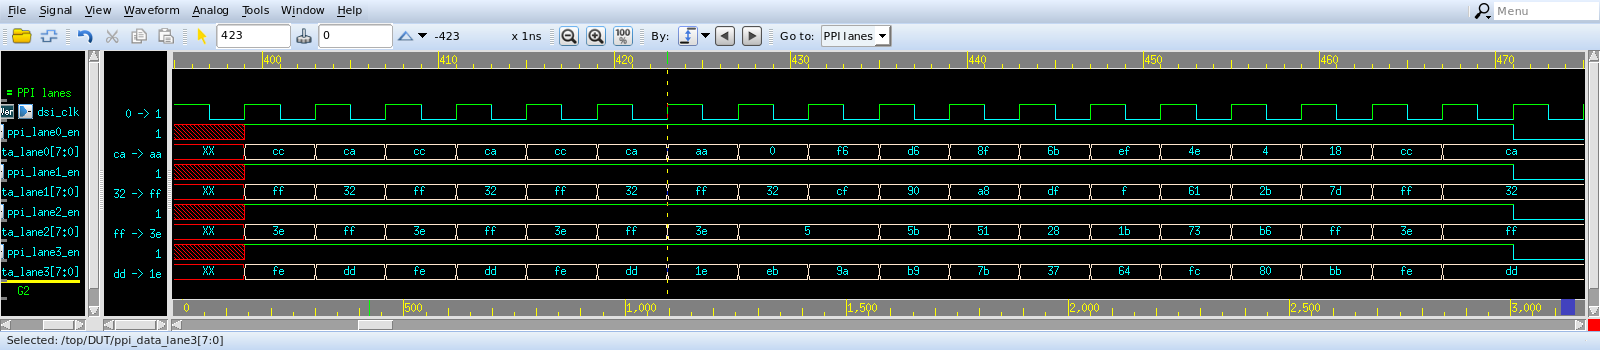 File Signal View Waveform Analog Tools Window Help Menu
423 0 -423 x 1ns 100 % By: Go to: PPI lanes
400 410 420 430 440 450 460 470
= PPI lanes
dsi_clk 0 -> 1
ppi_lane0_en 1
ta_lane0[7:0] ca -> aa XX cc ca cc ca cc ca aa 0 f6 d6 8f 6b ef 4e 4 18 cc ca
ppi_lane1_en 1
ta_lane1[7:0] 32 -> ff XX ff 32 ff 32 ff 32 ff 32 cf 90 a8 df f 61 2b 7d ff 32
ppi_lane2_en 1
ta_lane2[7:0] ff -> 3e XX 3e ff 3e ff 3e ff 3e 5 5b 51 28 1b 73 b6 ff 3e ff
ppi_lane3_en 1
ta_lane3[7:0] dd -> 1e XX fe dd fe dd fe dd 1e eb 9a b9 7b 37 64 fc 80 bb fe dd
G2
0 500 1,000 1,500 2,000 2,500 3,000
Selected: /top/DUT/ppi_data_lane3[7:0]